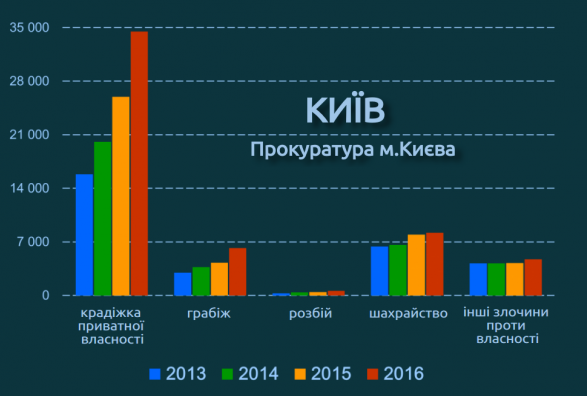 35 000
28 000
21 000
14 000
7 000
0
КИЇВ
Прокуратура м.Києва
крадіжка
приватної
власності
грабіж
розбій
шахрайство
інші злочини
проти
власності
2013 2014 2015 2016